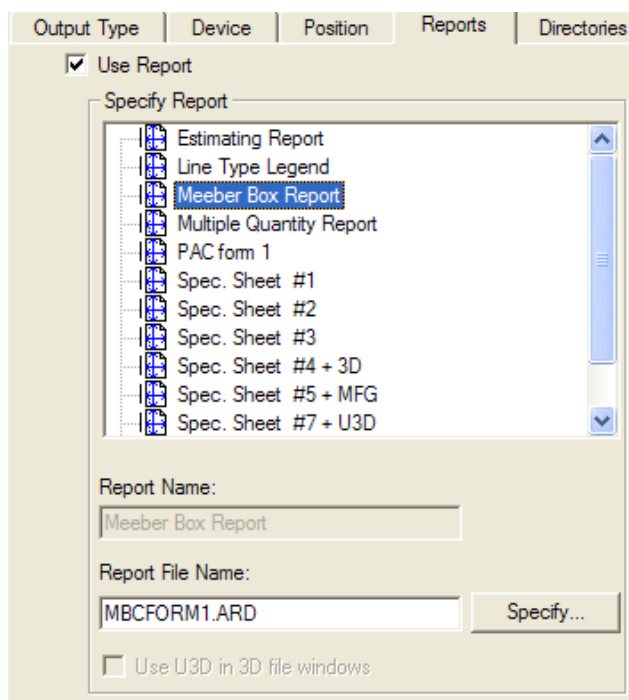 Output Type Device Position Reports Directories
Use Report
Specify Report
Estimating Report
Line Type Legend
Meeber Box Report
Multiple Quantity Report
PAC form 1
Spec. Sheet #1
Spec. Sheet #2
Spec. Sheet #3
Spec. Sheet #4 + 3D
Spec. Sheet #5 + MFG
Spec. Sheet #7 + U3D
Report Name:
Meeber Box Report
Report File Name:
MBCFORM1.ARD Specify...
Use U3D in 3D file windows